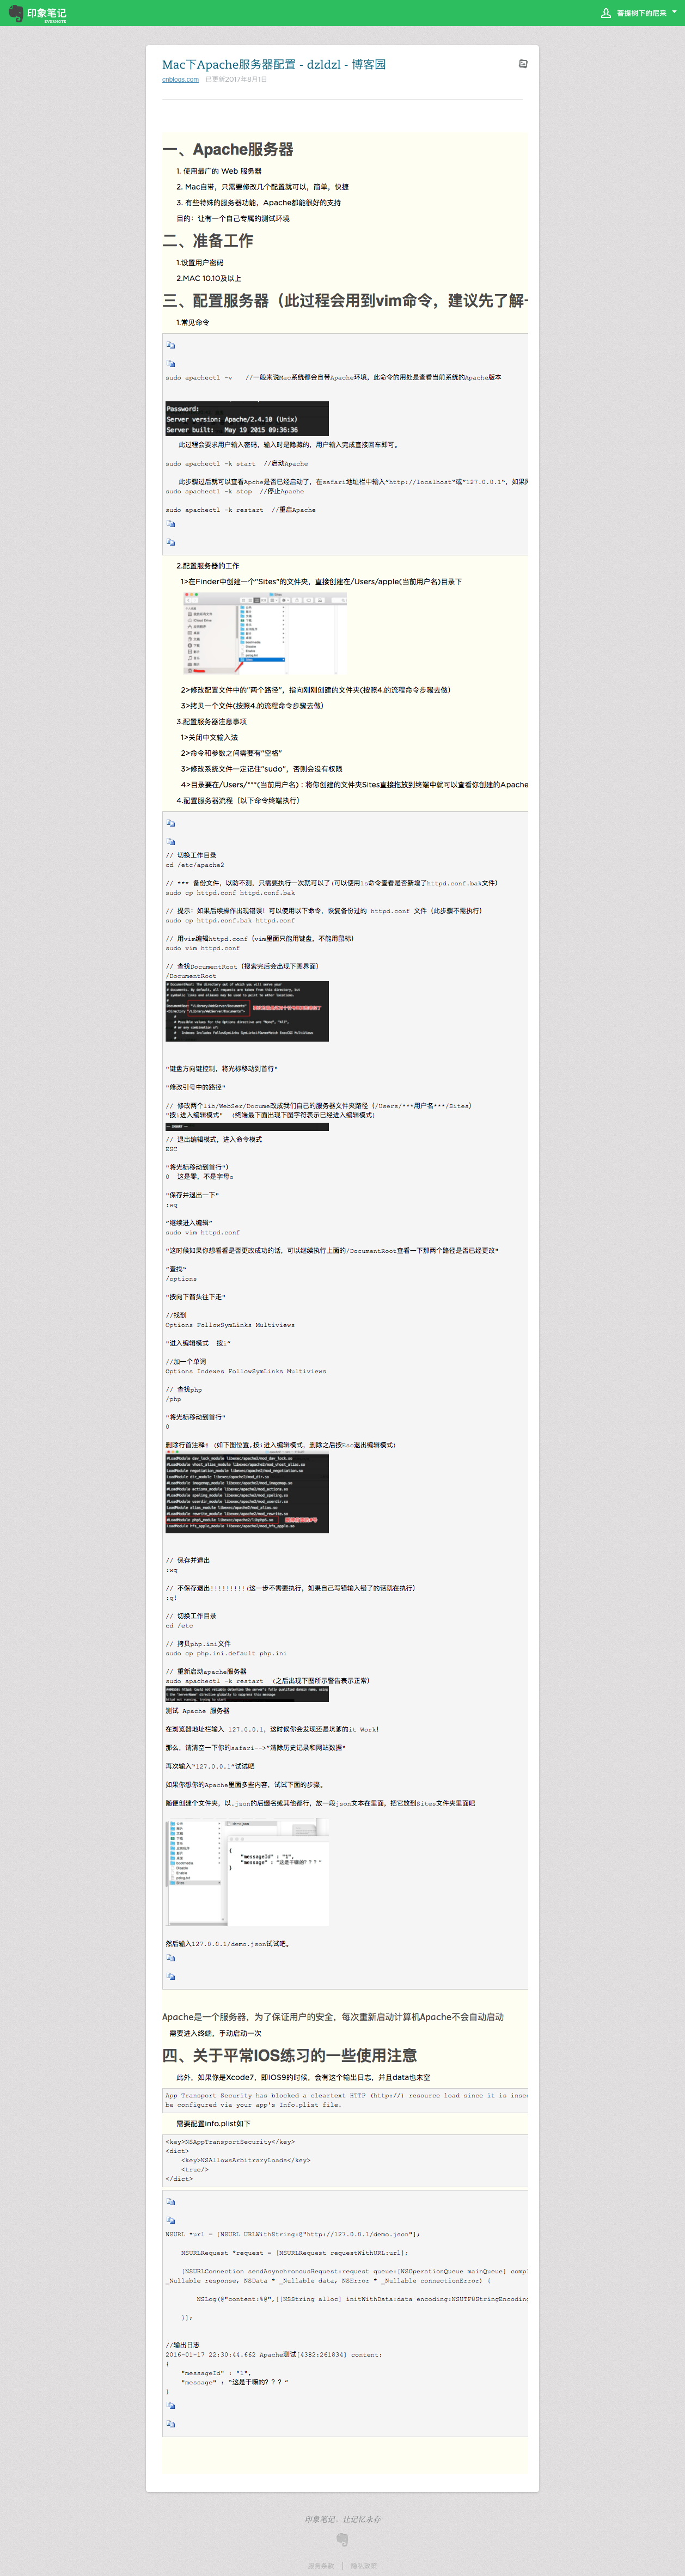 印象笔记
EVERNOTE
菩提树下的尼采
Mac下Apache服务器配置 - dzldzl - 博客园
cnblogs.com 已更新2017年8月1日
一、Apache服务器
1. 使用最广的 Web 服务器
2. Mac自带，只需要修改几个配置就可以，简单，快捷
3. 有些特殊的服务器功能，Apache都能很好的支持
目的：让有一个自己专属的测试环境
二、准备工作
1.设置用户密码
2.MAC 10.10及以上
三、配置服务器（此过程会用到vim命令，建议先了解一
1.常见命令
sudo apachectl -v //一般来说Mac系统都会自带Apache环境，此命令的用处是查看当前系统的Apache版本
Password:
Server version: Apache/2.4.10 (Unix)
Server built: May 19 2015 09:36:36
此过程会要求用户输入密码，输入时是隐藏的，用户输入完成直接回车即可。
sudo apachectl -k start //启动Apache
此步骤过后就可以查看Apche是否已经启动了，在safari地址栏中输入"http://localhost"或"127.0.0.1"，如果
sudo apachectl -k stop //停止Apache
sudo apachectl -k restart //重启Apache
2.配置服务器的工作
1>在Finder中创建一个"Sites"的文件夹，直接创建在/Users/apple(当前用户名)目录下
2>修改配置文件中的"两个路径"，指向刚刚创建的文件夹(按照4.的流程命令步骤去做)
3>拷贝一个文件(按照4.的流程命令步骤去做)
3.配置服务器注意事项
1>关闭中文输入法
2>命令和参数之间需要有"空格"
3>修改系统文件一定记住"sudo"，否则会没有权限
4>目录要在/Users/***(当前用户名)：将你创建的文件夹Sites直接拖放到终端中就可以查看你创建的Apache
4.配置服务器流程（以下命令终端执行）
// 切换工作目录
cd /etc/apache2
// *** 备份文件，以防不测，只需要执行一次就可以了(可以使用ls命令查看是否新增了httpd.conf.bak文件)
sudo cp httpd.conf httpd.conf.bak
// 提示：如果后续操作出现错误！可以使用以下命令，恢复备份过的 httpd.conf 文件（此步骤不需执行）
sudo cp httpd.conf.bak httpd.conf
// 用vim编辑httpd.conf（vim里面只能用键盘，不能用鼠标）
sudo vim httpd.conf
// 查找DocumentRoot（搜索完后会出现下图界面）
/DocumentRoot
"键盘方向键控制，将光标移动到首行"
"修改引号中的路径"
// 修改两个lib/WebSer/Docume改成我们自己的服务器文件夹路径（/Users/***用户名***/Sites）
"按i进入编辑模式" （终端最下面出现下图字符表示已经进入编辑模式）
-- INSERT --
// 退出编辑模式，进入命令模式
ESC
"将光标移动到首行")
0 这是零，不是字母o
"保存并退出一下"
:wq
"继续进入编辑"
sudo vim httpd.conf
"这时候如果你想看看是否更改成功的话，可以继续执行上面的/DocumentRoot查看一下那两个路径是否已经更改"
"查找"
/options
"按向下箭头往下走"
//找到
Options FollowSymLinks Multiviews
"进入编辑模式 按i"
//加一个单词
Options Indexes FollowSymLinks Multiviews
// 查找php
/php
"将光标移动到首行"
0
删除行首注释#（如下图位置,按i进入编辑模式，删除之后按Esc退出编辑模式）
// 保存并退出
:wq
// 不保存退出!!!!!!!!!(这一步不需要执行，如果自己写错输入错了的话就在执行)
:q!
// 切换工作目录
cd /etc
// 拷贝php.ini文件
sudo cp php.ini.default php.ini
// 重新启动apache服务器
sudo apachectl -k restart （之后出现下图所示警告表示正常）
测试 Apache 服务器
在浏览器地址栏输入 127.0.0.1，这时候你会发现还是坑爹的it Work!
那么，请清空一下你的safari-->"清除历史记录和网站数据"
再次输入"127.0.0.1"试试吧
如果你想你的Apache里面多些内容，试试下面的步骤。
随便创建个文件夹，以.json的后缀名或其他都行，放一段json文本在里面，把它放到Sites文件夹里面吧
{
"messageId" : "1",
"message" : "这是干嘛的？？？"
}
然后输入127.0.0.1/demo.json试试吧。
Apache是一个服务器，为了保证用户的安全，每次重新启动计算机Apache不会自动启动
需要进入终端，手动启动一次
四、关于平常IOS练习的一些使用注意
此外，如果你是Xcode7，即IOS9的时候，会有这个输出日志，并且data也未空
App Transport Security has blocked a cleartext HTTP (http://) resource load since it is inse
be configured via your app's Info.plist file.
需要配置info.plist如下
<key>NSAppTransportSecurity</key>
<dict>
<key>NSAllowsArbitraryLoads</key>
<true/>
</dict>
NSURL *url = [NSURL URLWithString:@"http://127.0.0.1/demo.json"];
NSURLRequest *request = [NSURLRequest requestWithURL:url];
[NSURLConnection sendAsynchronousRequest:request queue:[NSOperationQueue mainQueue] compl
_Nullable response, NSData * _Nullable data, NSError * _Nullable connectionError) {
NSLog(@"content:%@",[[NSString alloc] initWithData:data encoding:NSUTF8StringEncoding
}];
//输出日志
2016-01-17 22:30:44.662 Apache测试[4382:261834] content:
{
"messageId" : "1",
"message" : "这是干嘛的？？？"
}
印象笔记，让记忆永存
服务条款 | 隐私政策